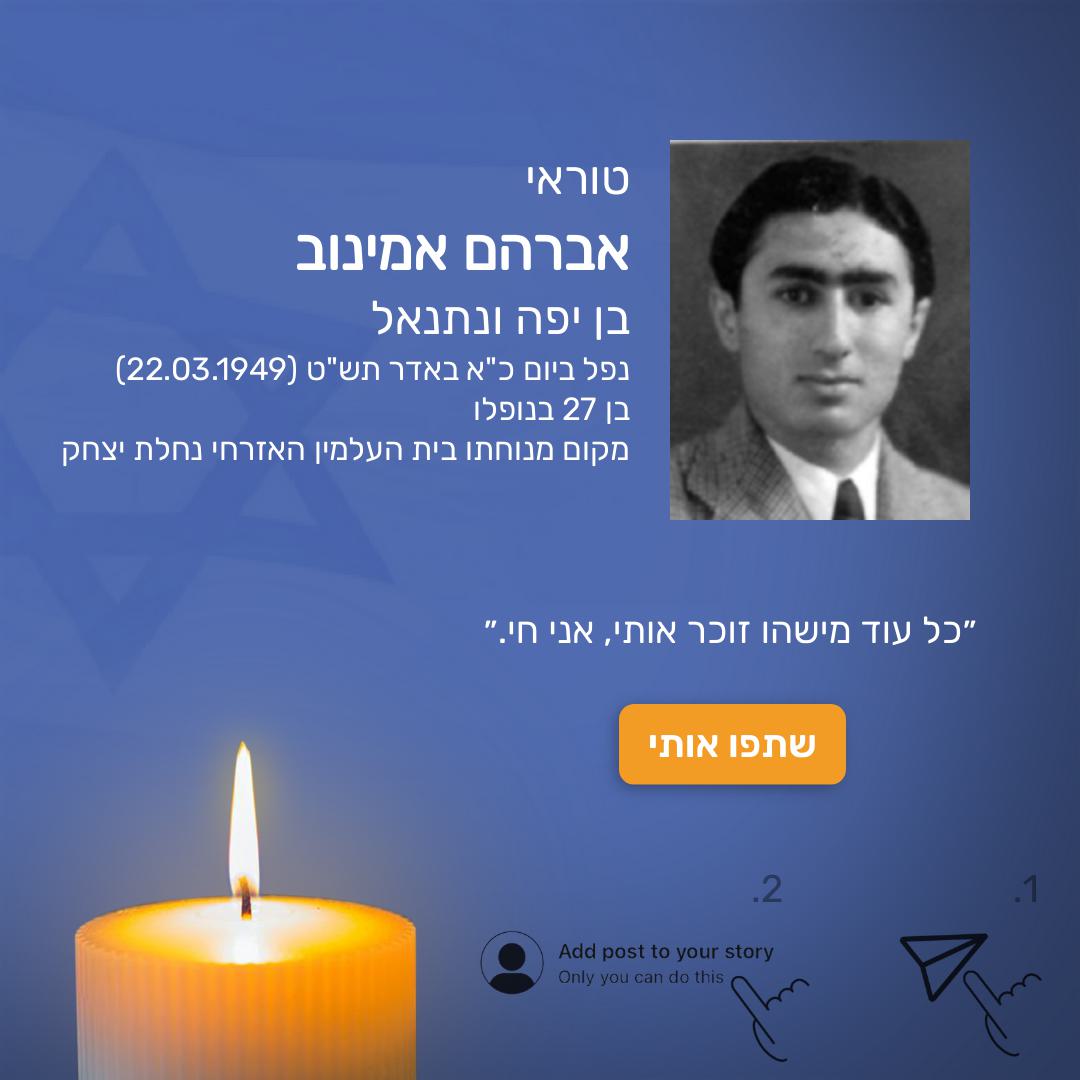 טוראי
אברהם אמינוב
בן יפה ונתנאל
נפל ביום כ"א באדר תש"ט (22.03.1949)
בן 27 בנופלו
מקום מנוחתו בית העלמין האזרחי נחלת יצחק
״כל עוד מישהו זוכר אותי, אני חי.״
שתפו אותי
.1
.2
Add post to your story
Only you can do this